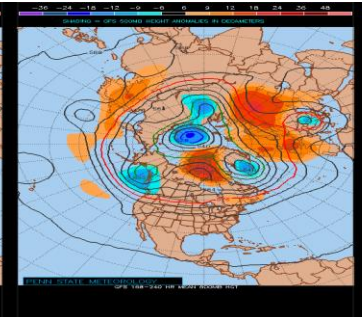 -36 -24 -18 -12 -9 -6 6 9 12 18 24 36 48
SHADING = GFS 500MB HEIGHT ANOMALIES IN DECAMETERS
PENN STATE METEOROLOGY
GFS 168-240 HR MEAN 500MB HGT